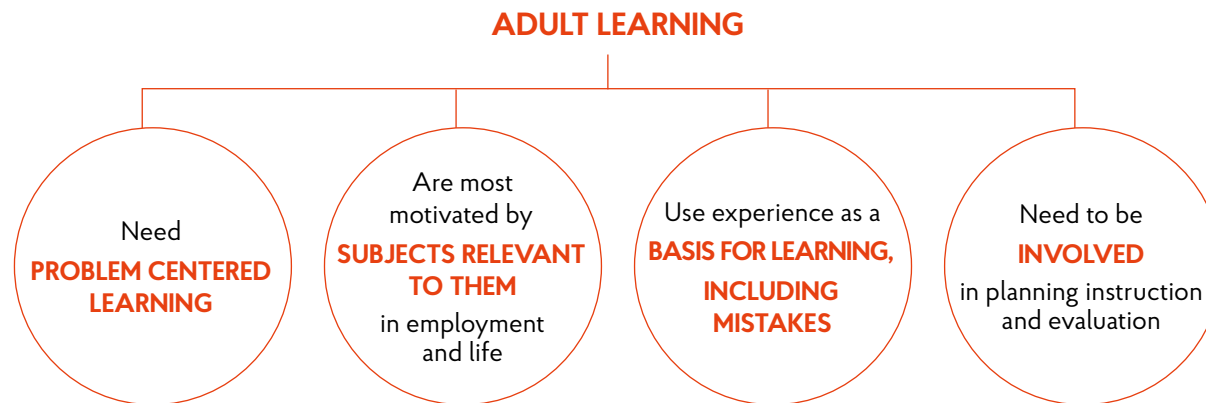 ADULT LEARNING
Need
PROBLEM CENTERED
LEARNING
Are most
motivated by
SUBJECTS RELEVANT
TO THEM
in employment
and life
Use experience as a
BASIS FOR LEARNING,
INCLUDING
MISTAKES
Need to be
INVOLVED
in planning instruction
and evaluation